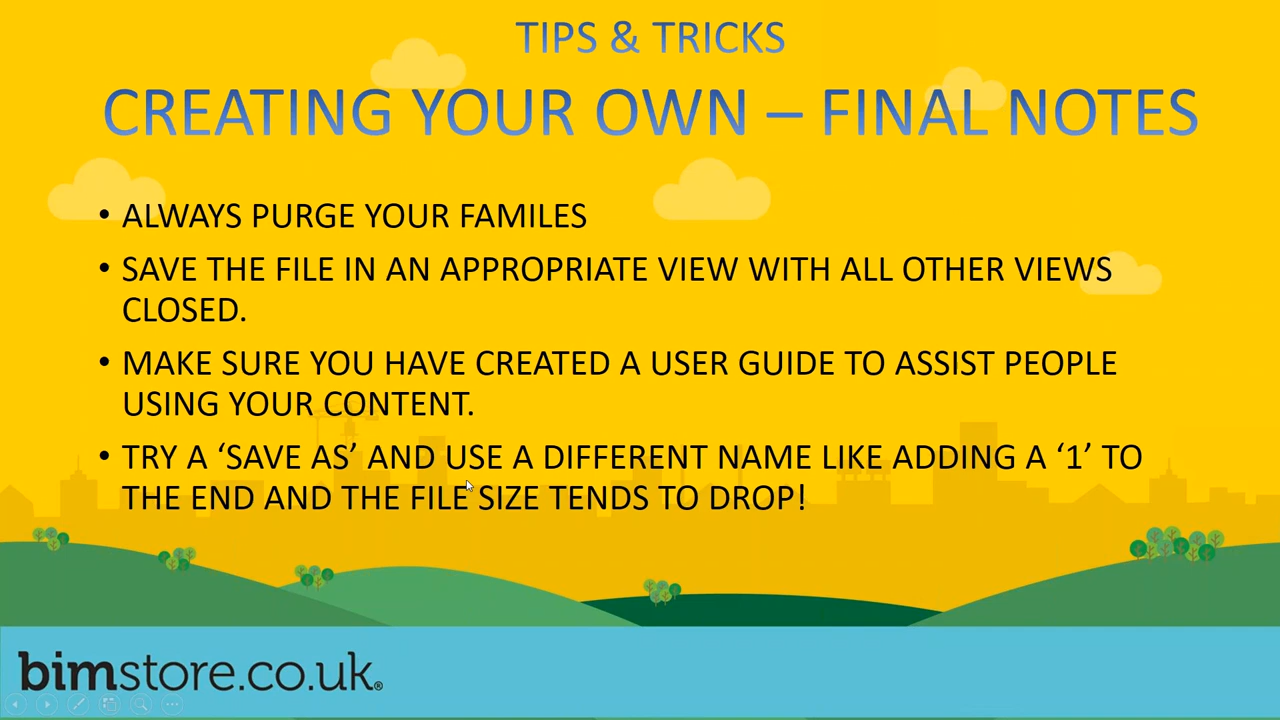 TIPS & TRICKS
CREATING YOUR OWN – FINAL NOTES
• ALWAYS PURGE YOUR FAMILES
• SAVE THE FILE IN AN APPROPRIATE VIEW WITH ALL OTHER VIEWS
CLOSED.
• MAKE SURE YOU HAVE CREATED A USER GUIDE TO ASSIST PEOPLE
USING YOUR CONTENT.
• TRY A ‘SAVE AS’ AND USE A DIFFERENT NAME LIKE ADDING A ‘1’ TO
THE END AND THE FILE SIZE TENDS TO DROP!
bimstore.co.uk®